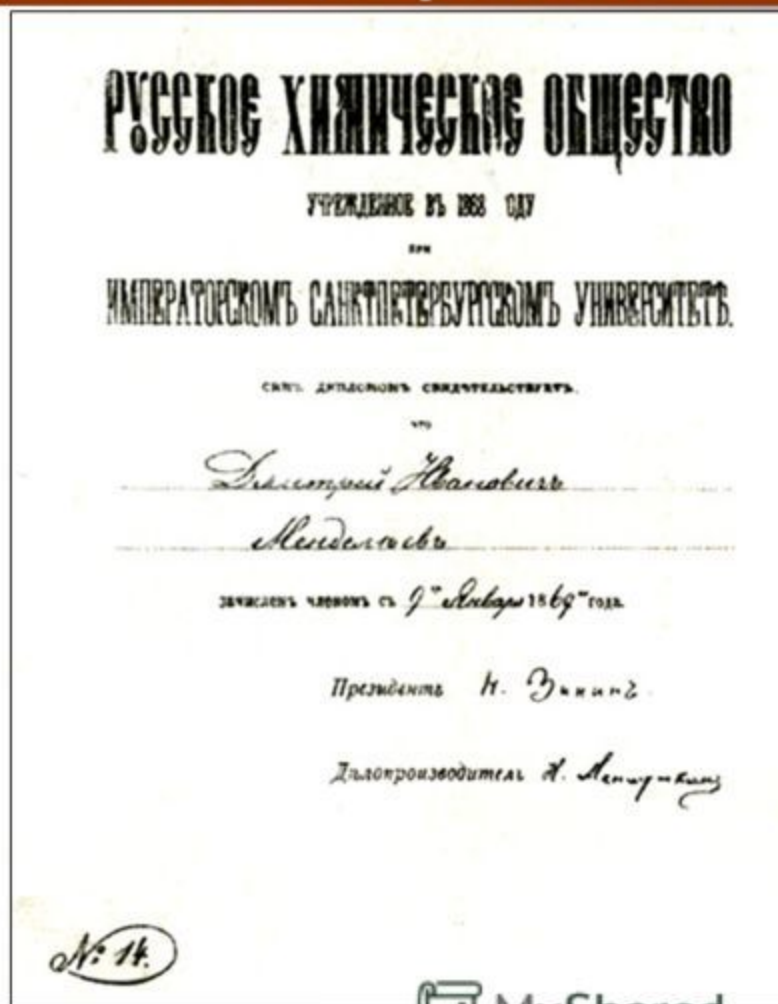 РУССКОЕ ХИМИЧЕСКОЕ ОБЩЕСТВО
УЧРЕЖДЕННОЕ ВЪ 1868 ГОДУ
ПРИ
ИМПЕРАТОРСКОМЪ САНКТПЕТЕРБУРГСКОМЪ УНИВЕРСИТЕТѢ.
СИМЪ ДИПЛОМОМЪ СВИДѢТЕЛЬСТВУЕТЪ,
ЧТО
Дмитрий Ивановичъ
Менделѣевъ
зачисленъ членомъ съ 9го Января 1869го года
Президентъ Н. Зининъ
Дѣлопроизводитель Н. Меншуткинъ
№ 14.
MyShared